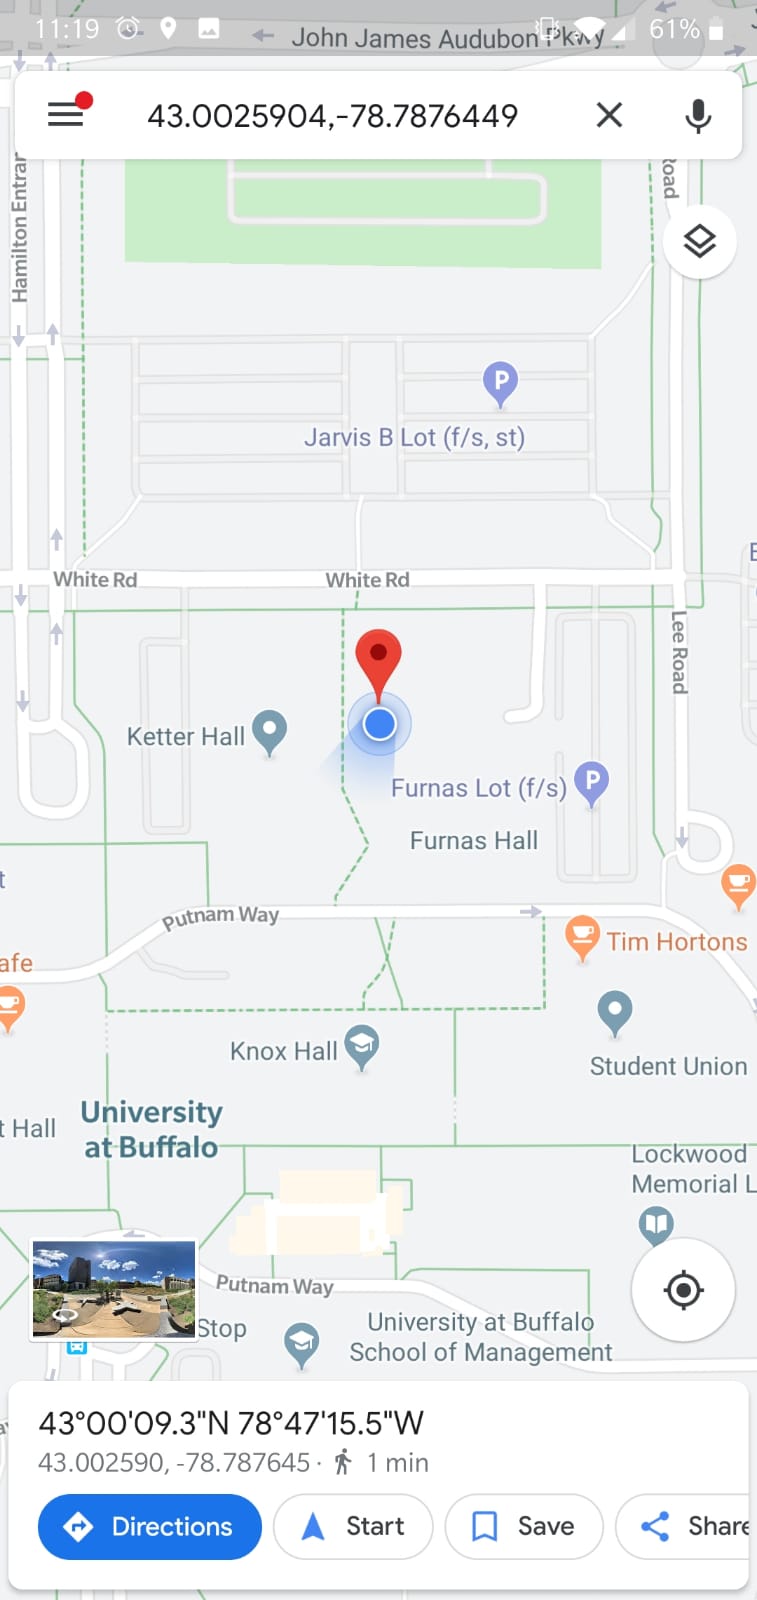 11:19
61%
John James Audubon Pkwy
43.0025904,-78.7876449
Hamilton Entran
Road
P
Jarvis B Lot (f/s, st)
White Rd
White Rd
E
Lee Road
Ketter Hall
Furnas Lot (f/s)
P
Furnas Hall
t
Putnam Way
Tim Hortons
afe
Knox Hall
Student Union
University
at Buffalo
t Hall
Lockwood
Memorial L
Putnam Way
Stop
University at Buffalo
School of Management
43°00'09.3"N 78°47'15.5"W
43.002590, -78.787645 · 1 min
Directions
Start
Save
Share